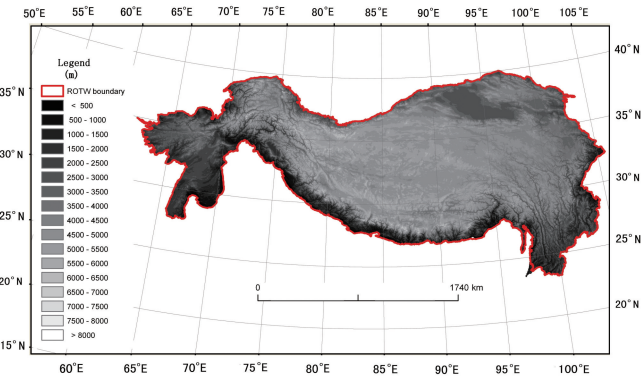 50°E 55°E 60°E 65°E 70°E 75°E 80°E 85°E 90°E 95°E 100°E 105°E
40°N
35°N
30°N
25°N
20°N
35°N
30°N
25°N
20°N
15°N
Legend
(m)
ROTW boundary
< 500
500 - 1000
1000 - 1500
1500 - 2000
2000 - 2500
2500 - 3000
3000 - 3500
3500 - 4000
4000 - 4500
4500 - 5000
5000 - 5500
5500 - 6000
6000 - 6500
6500 - 7000
7000 - 7500
7500 - 8000
> 8000
0 1740 km
60°E 65°E 70°E 75°E 80°E 85°E 90°E 95°E 100°E